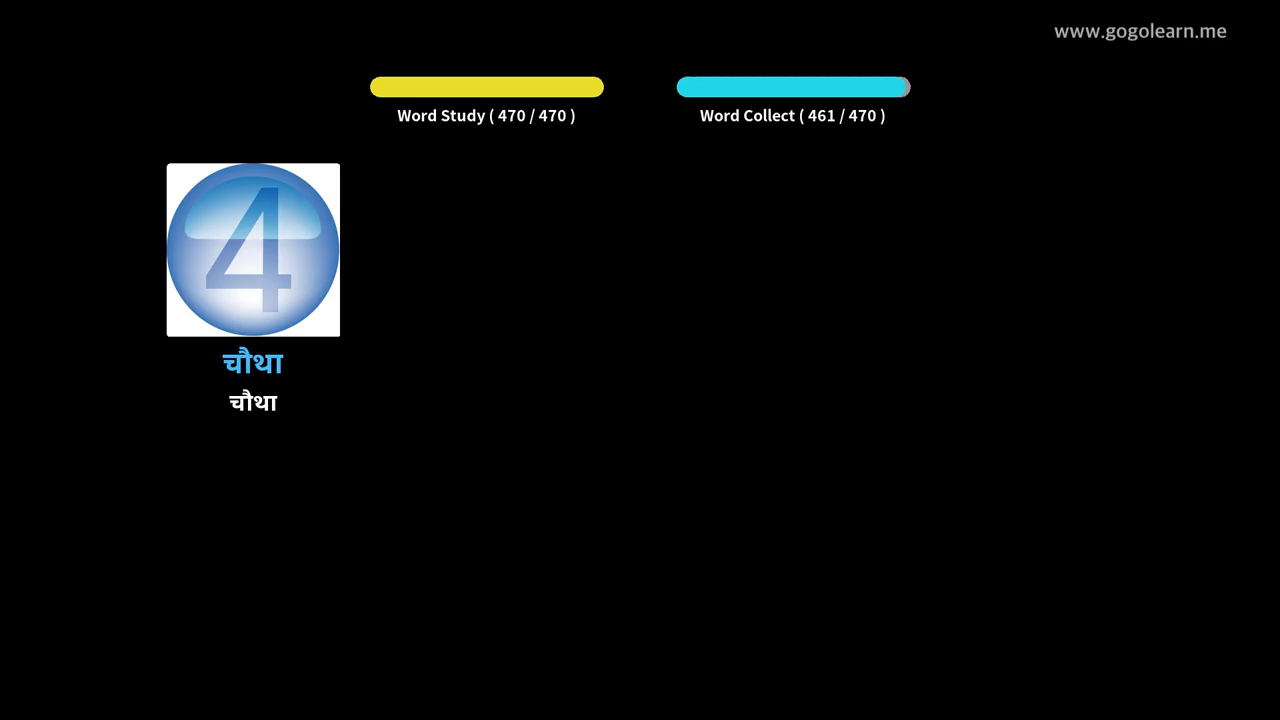 www.gogolearn.me
Word Study ( 470 / 470 )
Word Collect ( 461 / 470 )
4
चौथा
चौथा